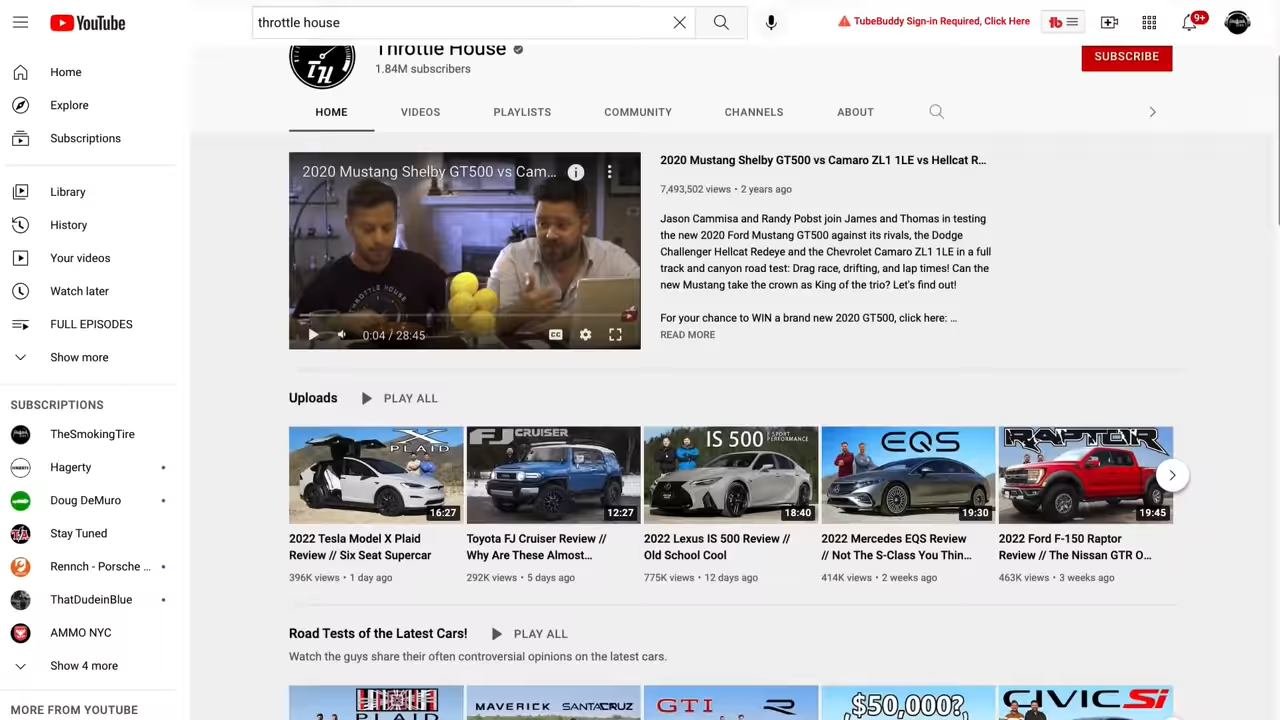 YouTube
throttle house
TubeBuddy Sign-in Required, Click Here
tb
9+
Home
Explore
Subscriptions
Library
History
Your videos
Watch later
FULL EPISODES
Show more
SUBSCRIPTIONS
TheSmokingTire
Hagerty
Doug DeMuro
Stay Tuned
Rennch - Porsche ...
ThatDudeinBlue
AMMO NYC
Show 4 more
MORE FROM YOUTUBE
TH
Throttle House
1.84M subscribers
SUBSCRIBE
HOME
VIDEOS
PLAYLISTS
COMMUNITY
CHANNELS
ABOUT
2020 Mustang Shelby GT500 vs Cam...
THROTTLE HOUSE
0:04 / 28:45
CC
2020 Mustang Shelby GT500 vs Camaro ZL1 1LE vs Hellcat R...
7,493,502 views • 2 years ago
Jason Cammisa and Randy Pobst join James and Thomas in testing
the new 2020 Ford Mustang GT500 against its rivals, the Dodge
Challenger Hellcat Redeye and the Chevrolet Camaro ZL1 1LE in a full
track and canyon road test: Drag race, drifting, and lap times! Can the
new Mustang take the crown as King of the trio? Let's find out!
For your chance to WIN a brand new 2020 GT500, click here: ...
READ MORE
Uploads
PLAY ALL
X
PLAID
16:27
2022 Tesla Model X Plaid
Review // Six Seat Supercar
396K views • 1 day ago
FJ CRUISER
12:27
Toyota FJ Cruiser Review //
Why Are These Almost...
292K views • 5 days ago
IS 500 F SPORT
PERFORMANCE
18:40
2022 Lexus IS 500 Review //
Old School Cool
775K views • 12 days ago
EQS
19:30
2022 Mercedes EQS Review
// Not The S-Class You Thin...
414K views • 2 weeks ago
RAPTOR
19:45
2022 Ford F-150 Raptor
Review // The Nissan GTR O...
463K views • 3 weeks ago
Road Tests of the Latest Cars!
PLAY ALL
Watch the guys share their often controversial opinions on the latest cars.
PLAID
MAVERICK SANTACRUZ
GTI R
$50,000?
CIVIC Si